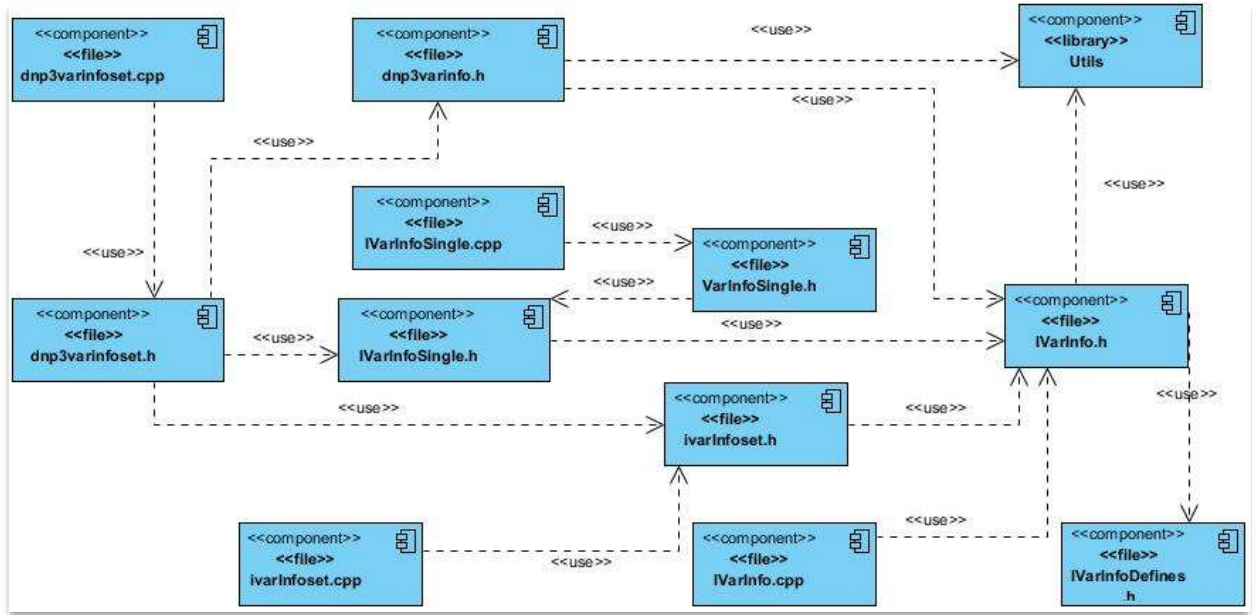 <<component>>
<<file>>
dnp3varinfoset.cpp
<<component>>
<<file>>
dnp3varinfo.h
<<use>>
<<component>>
<<library>>
Utils
<<use>>
<<use>>
<<use>>
<<component>>
<<file>>
IVarInfoSingle.cpp
<<use>>
<<component>>
<<file>>
VarInfoSingle.h
<<use>>
<<use>>
<<component>>
<<file>>
dnp3varinfoset.h
<<use>>
<<component>>
<<file>>
IVarInfoSingle.h
<<use>>
<<component>>
<<file>>
IVarInfo.h
<<use>>
<<use>>
<<component>>
<<file>>
ivarInfoset.h
<<use>>
<<component>>
<<file>>
ivarInfoset.cpp
<<use>>
<<component>>
<<file>>
IVarInfo.cpp
<<use>>
<<component>>
<<file>>
IVarInfoDefines
.h